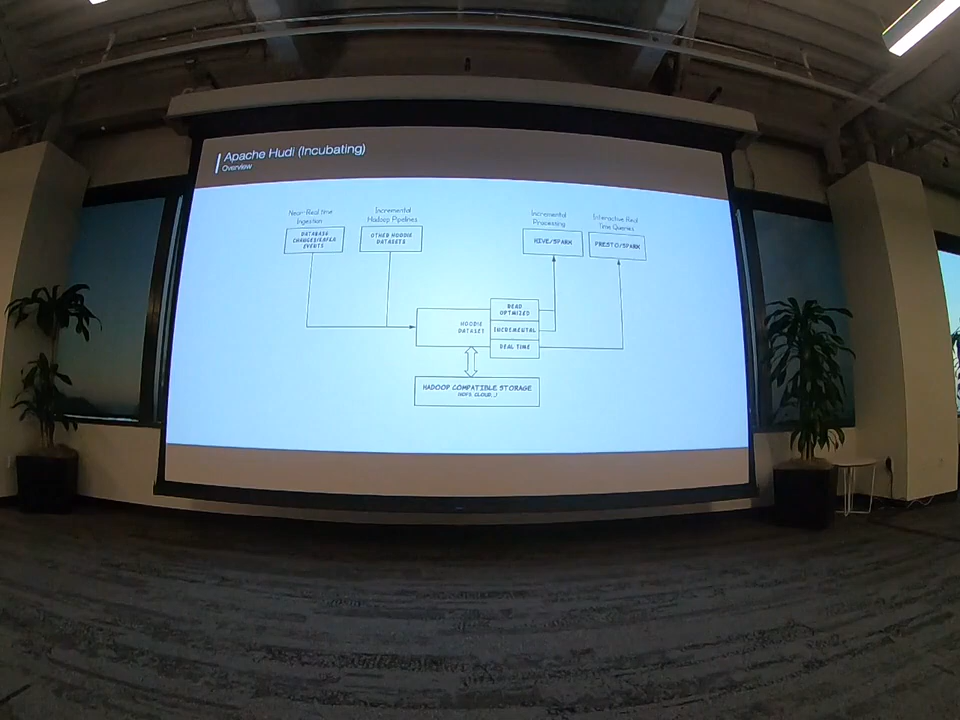 Apache Hudi (Incubating)
Overview
Near-Real time
Ingestion
DATABASE
CHANGES/KAFKA
EVENTS
Incremental
Hadoop Pipelines
OTHER HOODIE
DATASETS
Incremental
Processing
HIVE/SPARK
Interactive Real
Time Queries
PRESTO/SPARK
HOODIE
DATASET
READ
OPTIMIZED
INCREMENTAL
REAL TIME
HADOOP COMPATIBLE STORAGE
(HDFS, CLOUD...)